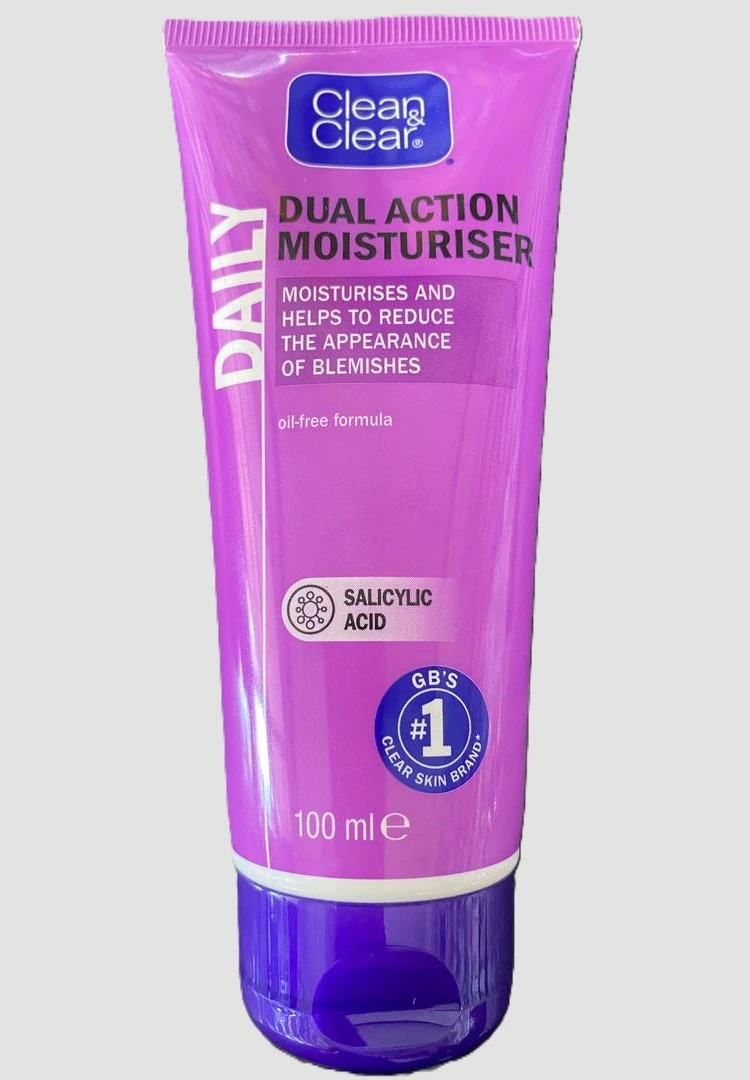 Clean &
Clear®
DAILY
DUAL ACTION
MOISTURISER
MOISTURISES AND
HELPS TO REDUCE
THE APPEARANCE
OF BLEMISHES
oil-free formula
SALICYLIC
ACID
GB'S
#1
CLEAR SKIN BRAND*
100 ml ℮